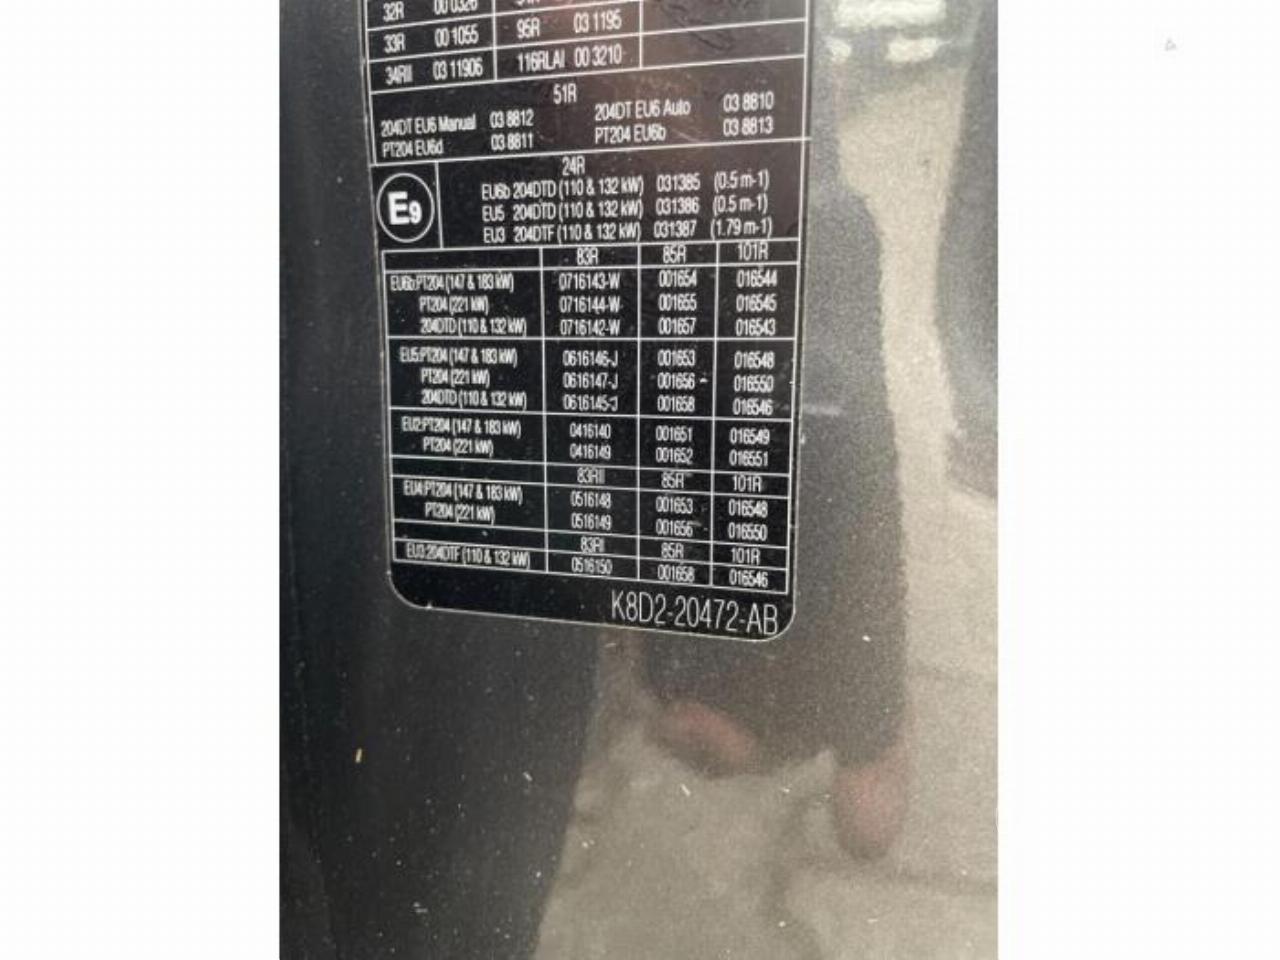 32R 00 0326
33R 00 1055 95R 03 1195
34RII 03 11906 116RLAI 00 3210
51R
204DT EU6 Manual 03 8812 204DT EU6 Auto 03 8810
PT204 EU6d 03 8811 PT204 EU6b 03 8813
24R
E9
EU6b 204DTD (110 & 132 kW) 031385 (0.5 m-1)
EU5 204DTD (110 & 132 kW) 031386 (0.5 m-1)
EU3 204DTF (110 & 132 kW) 031387 (1.79 m-1)
83R 85R 101R
EU6b:PT204 (147 & 183 kW) 0716143-W 001654 016544
PT204 (221 kW) 0716144-W 001655 016545
204DTD (110 & 132 kW) 0716142-W 001657 016543
EU5:PT204 (147 & 183 kW) 0616146-J 001653 016548
PT204 (221 kW) 0616147-J 001656 016550
204DTD (110 & 132 kW) 0616145-J 001658 016546
EU2:PT204 (147 & 183 kW) 0416140 001651 016549
PT204 (221 kW) 0416149 001652 016551
83RII 85R 101R
EU4:PT204 (147 & 183 kW) 0516148 001653 016548
PT204 (221 kW) 0516149 001656 016550
83RI 85R 101R
EU3:204DTF (110 & 132 kW) 0516150 001658 016546
K8D2-20472-AB